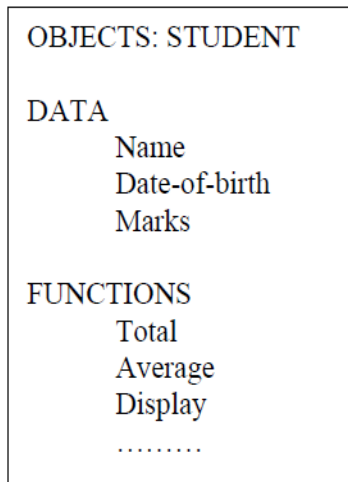 OBJECTS: STUDENT
DATA
Name
Date-of-birth
Marks
FUNCTIONS
Total
Average
Display
………